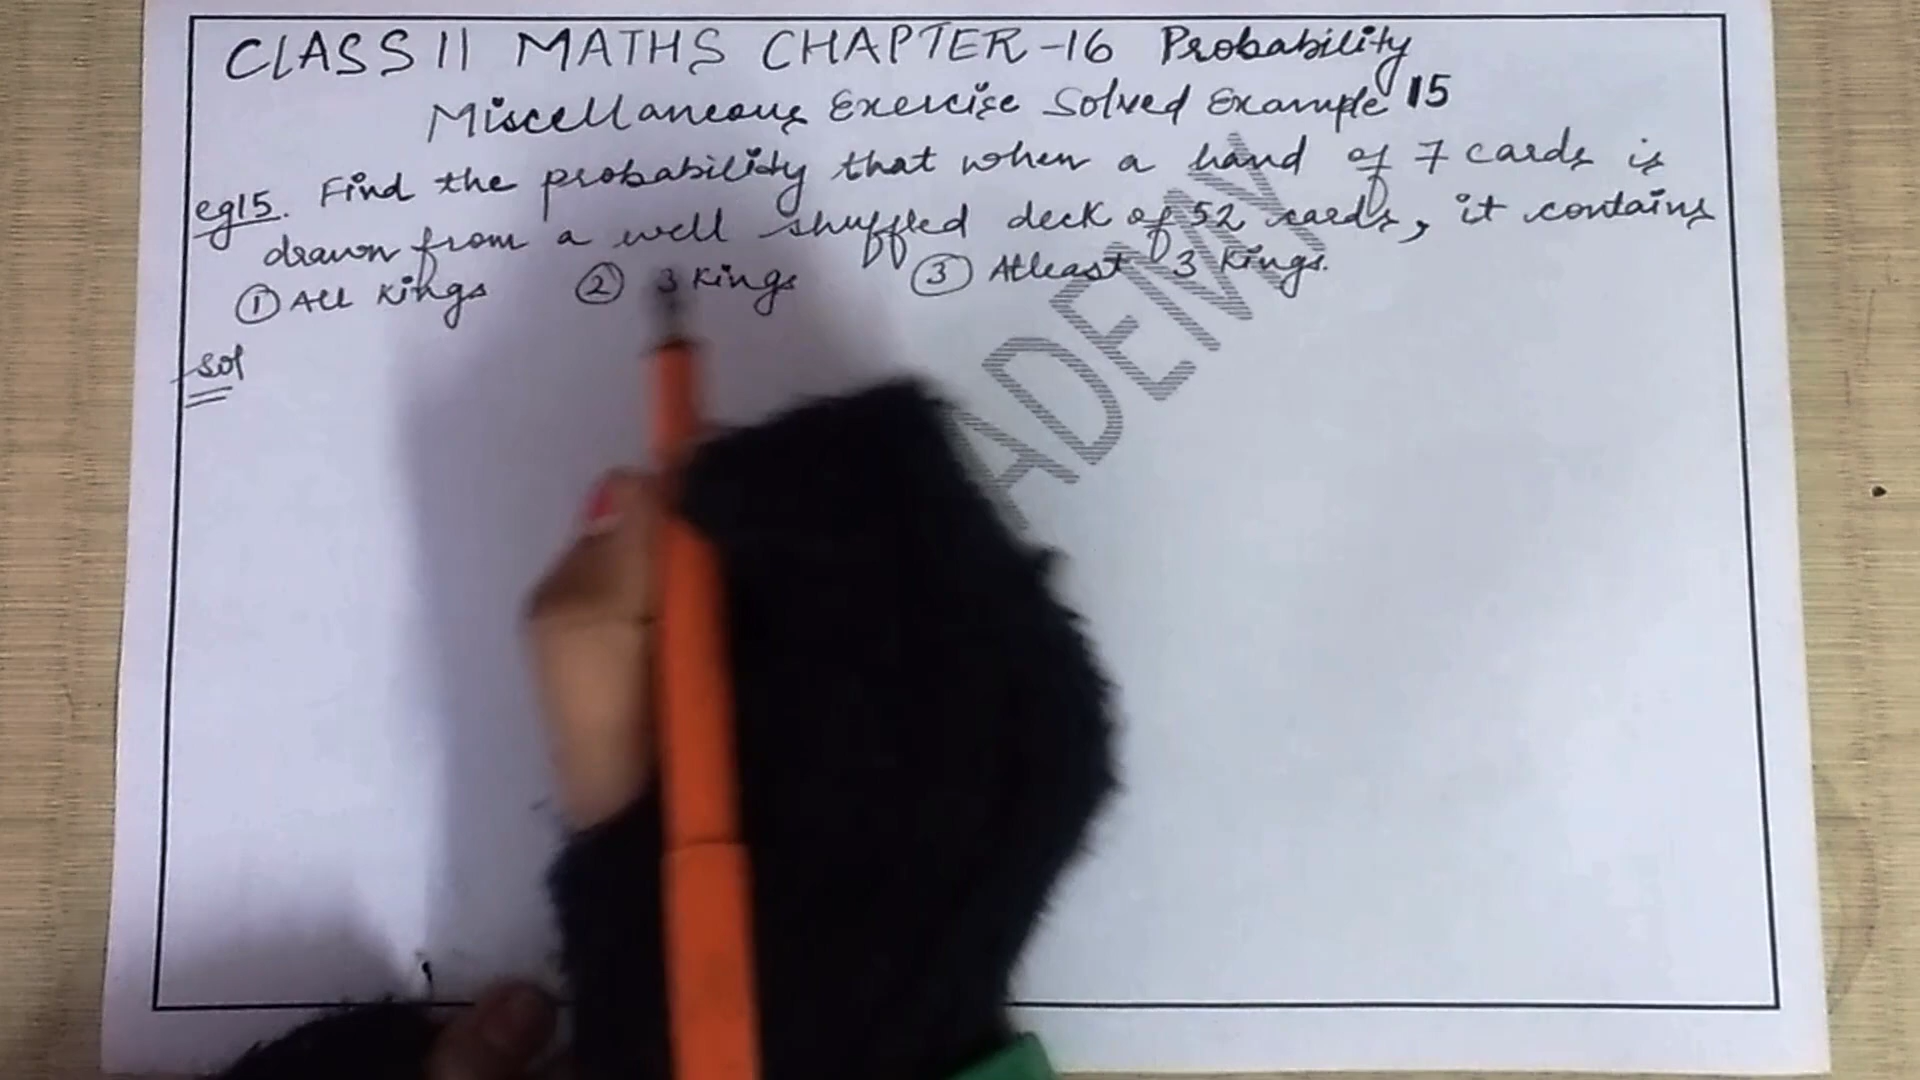 CLASS 11 MATHS CHAPTER-16 Probability
Miscellaneous Exercise Solved Example 15
eg15. Find the probability that when a hand of 7 cards is
drawn from a well shuffled deck of 52 cards, it contains
① All Kings ② 3 Kings ③ Atleast 3 Kings.
Sol
ADEMY